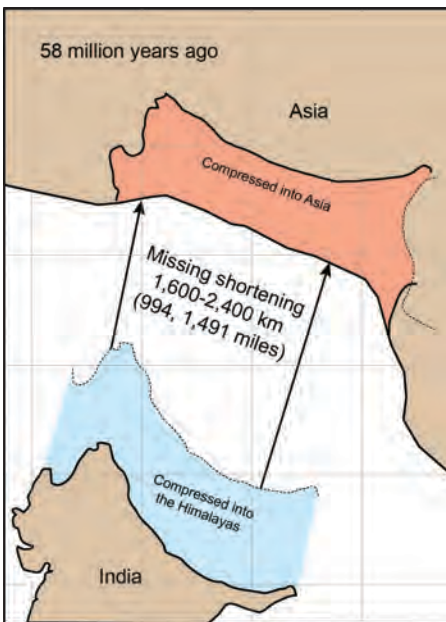 58 million years ago
Asia
Compressed into Asia
Missing shortening
1,600-2,400 km
(994, 1,491 miles)
Compressed into
the Himalayas
India